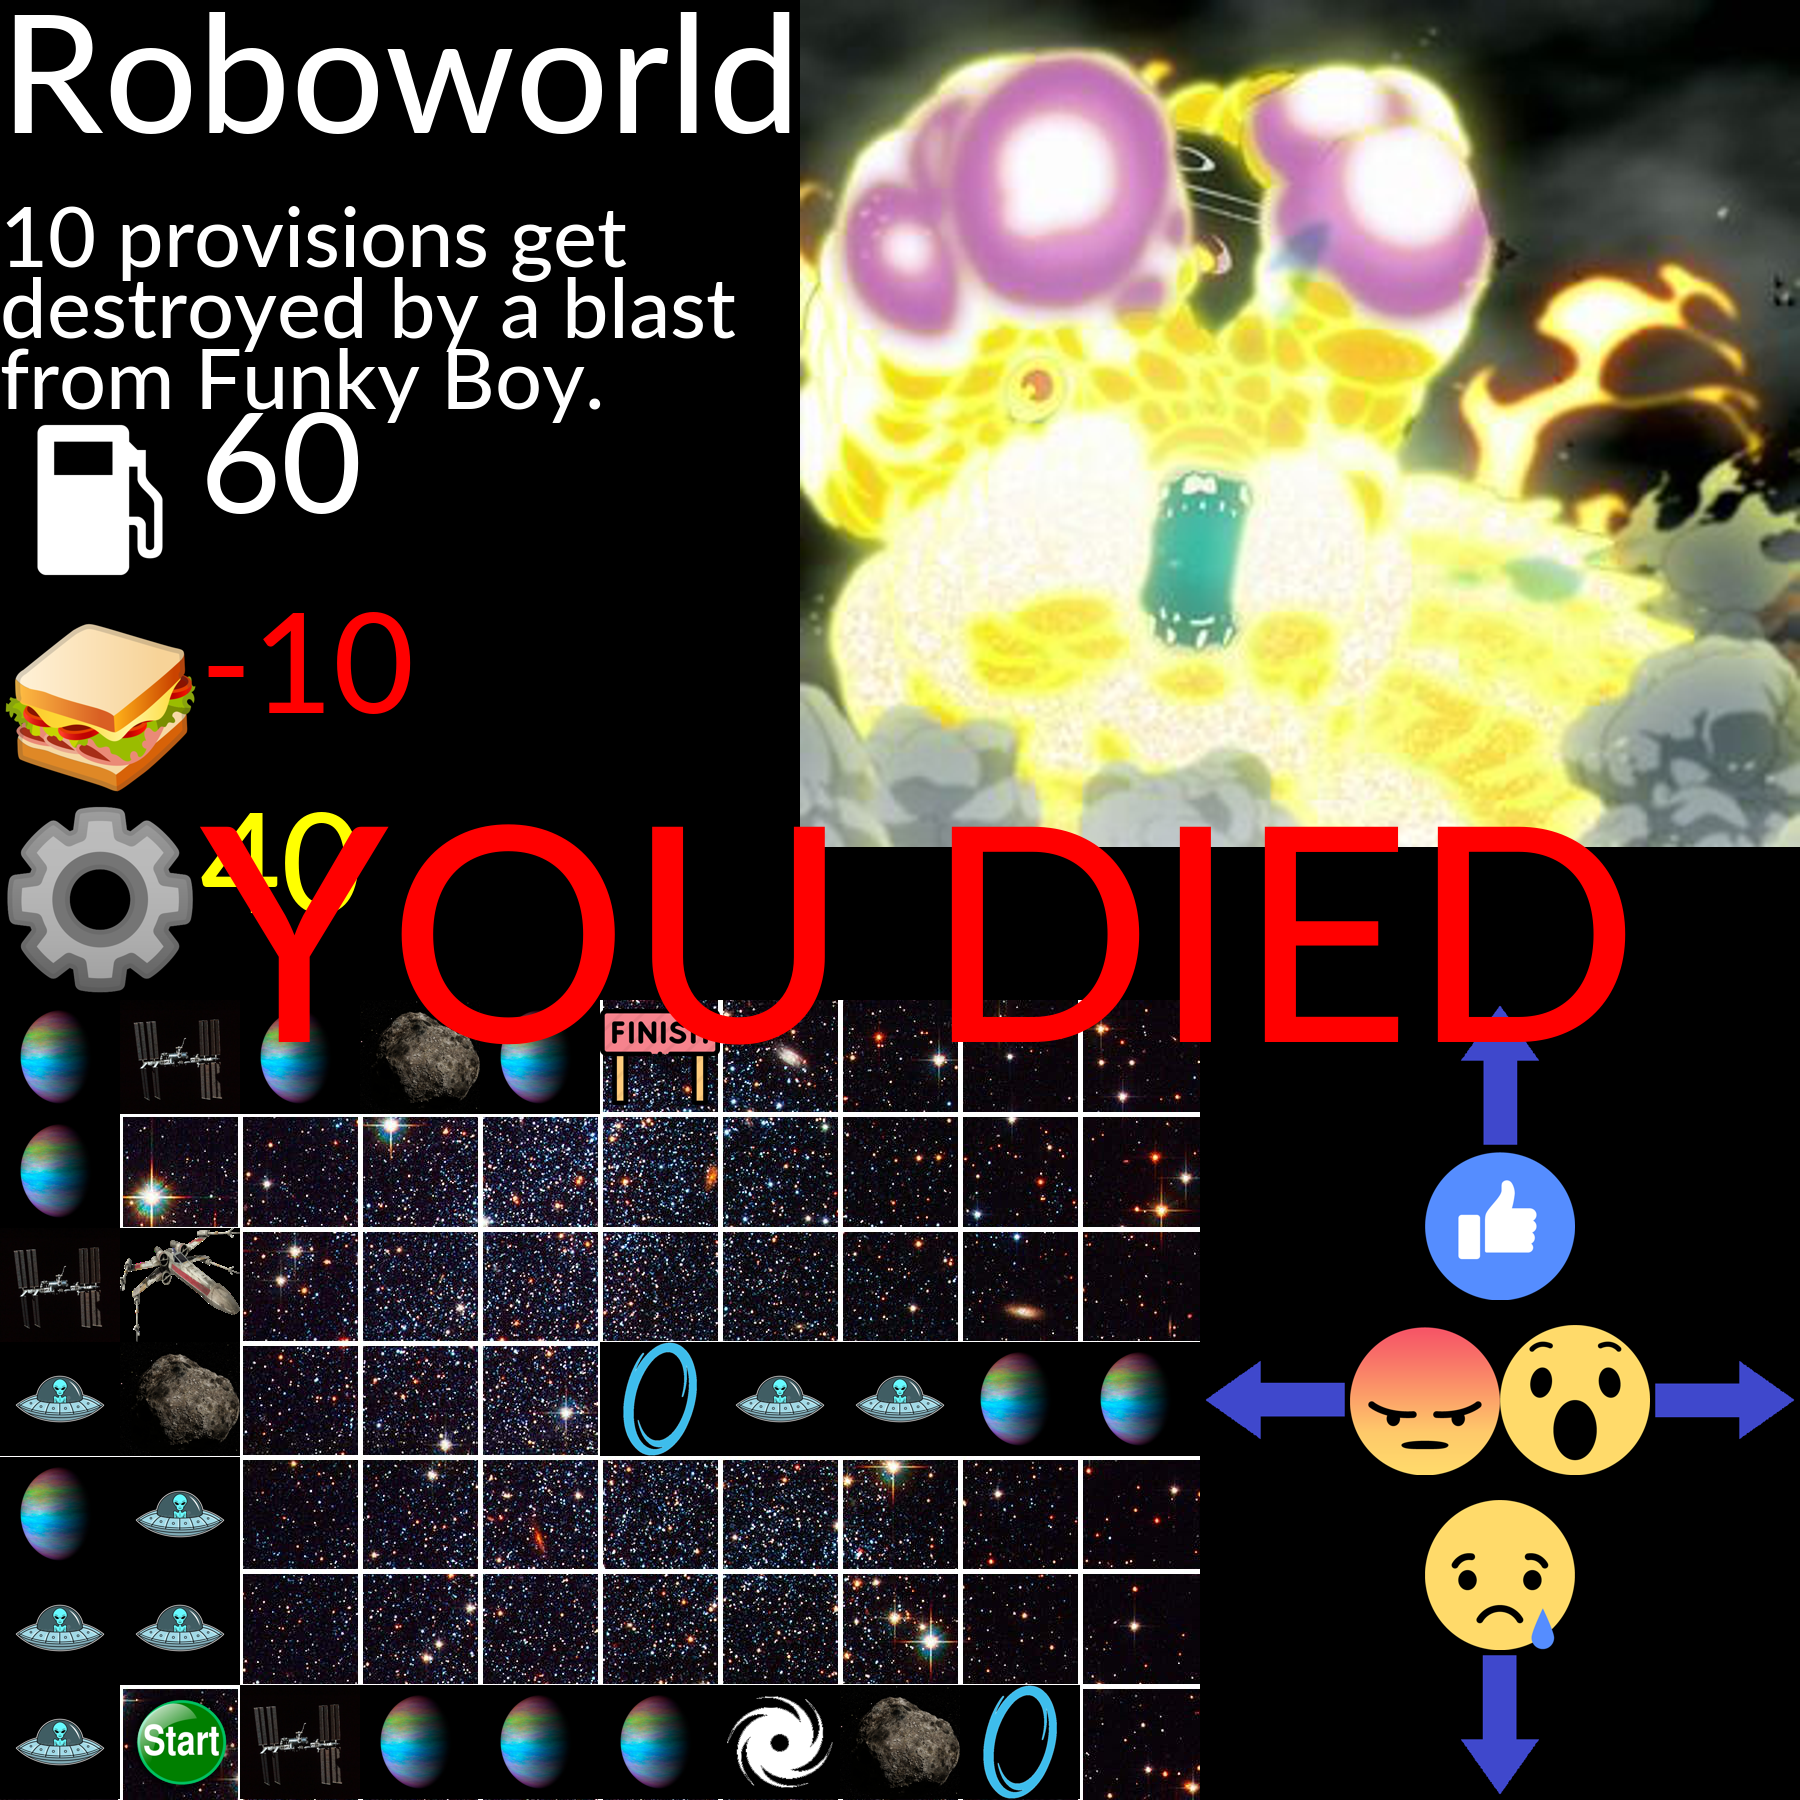 Roboworld
10 provisions get
destroyed by a blast
from Funky Boy.
60
-10
40
YOU DIED
FINISH
Start